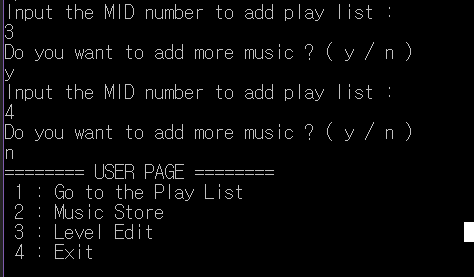 Input the MID number to add play list :
3
Do you want to add more music ? ( y / n )
y
Input the MID number to add play list :
4
Do you want to add more music ? ( y / n )
n
======== USER PAGE ========
1 : Go to the Play List
2 : Music Store
3 : Level Edit
4 : Exit